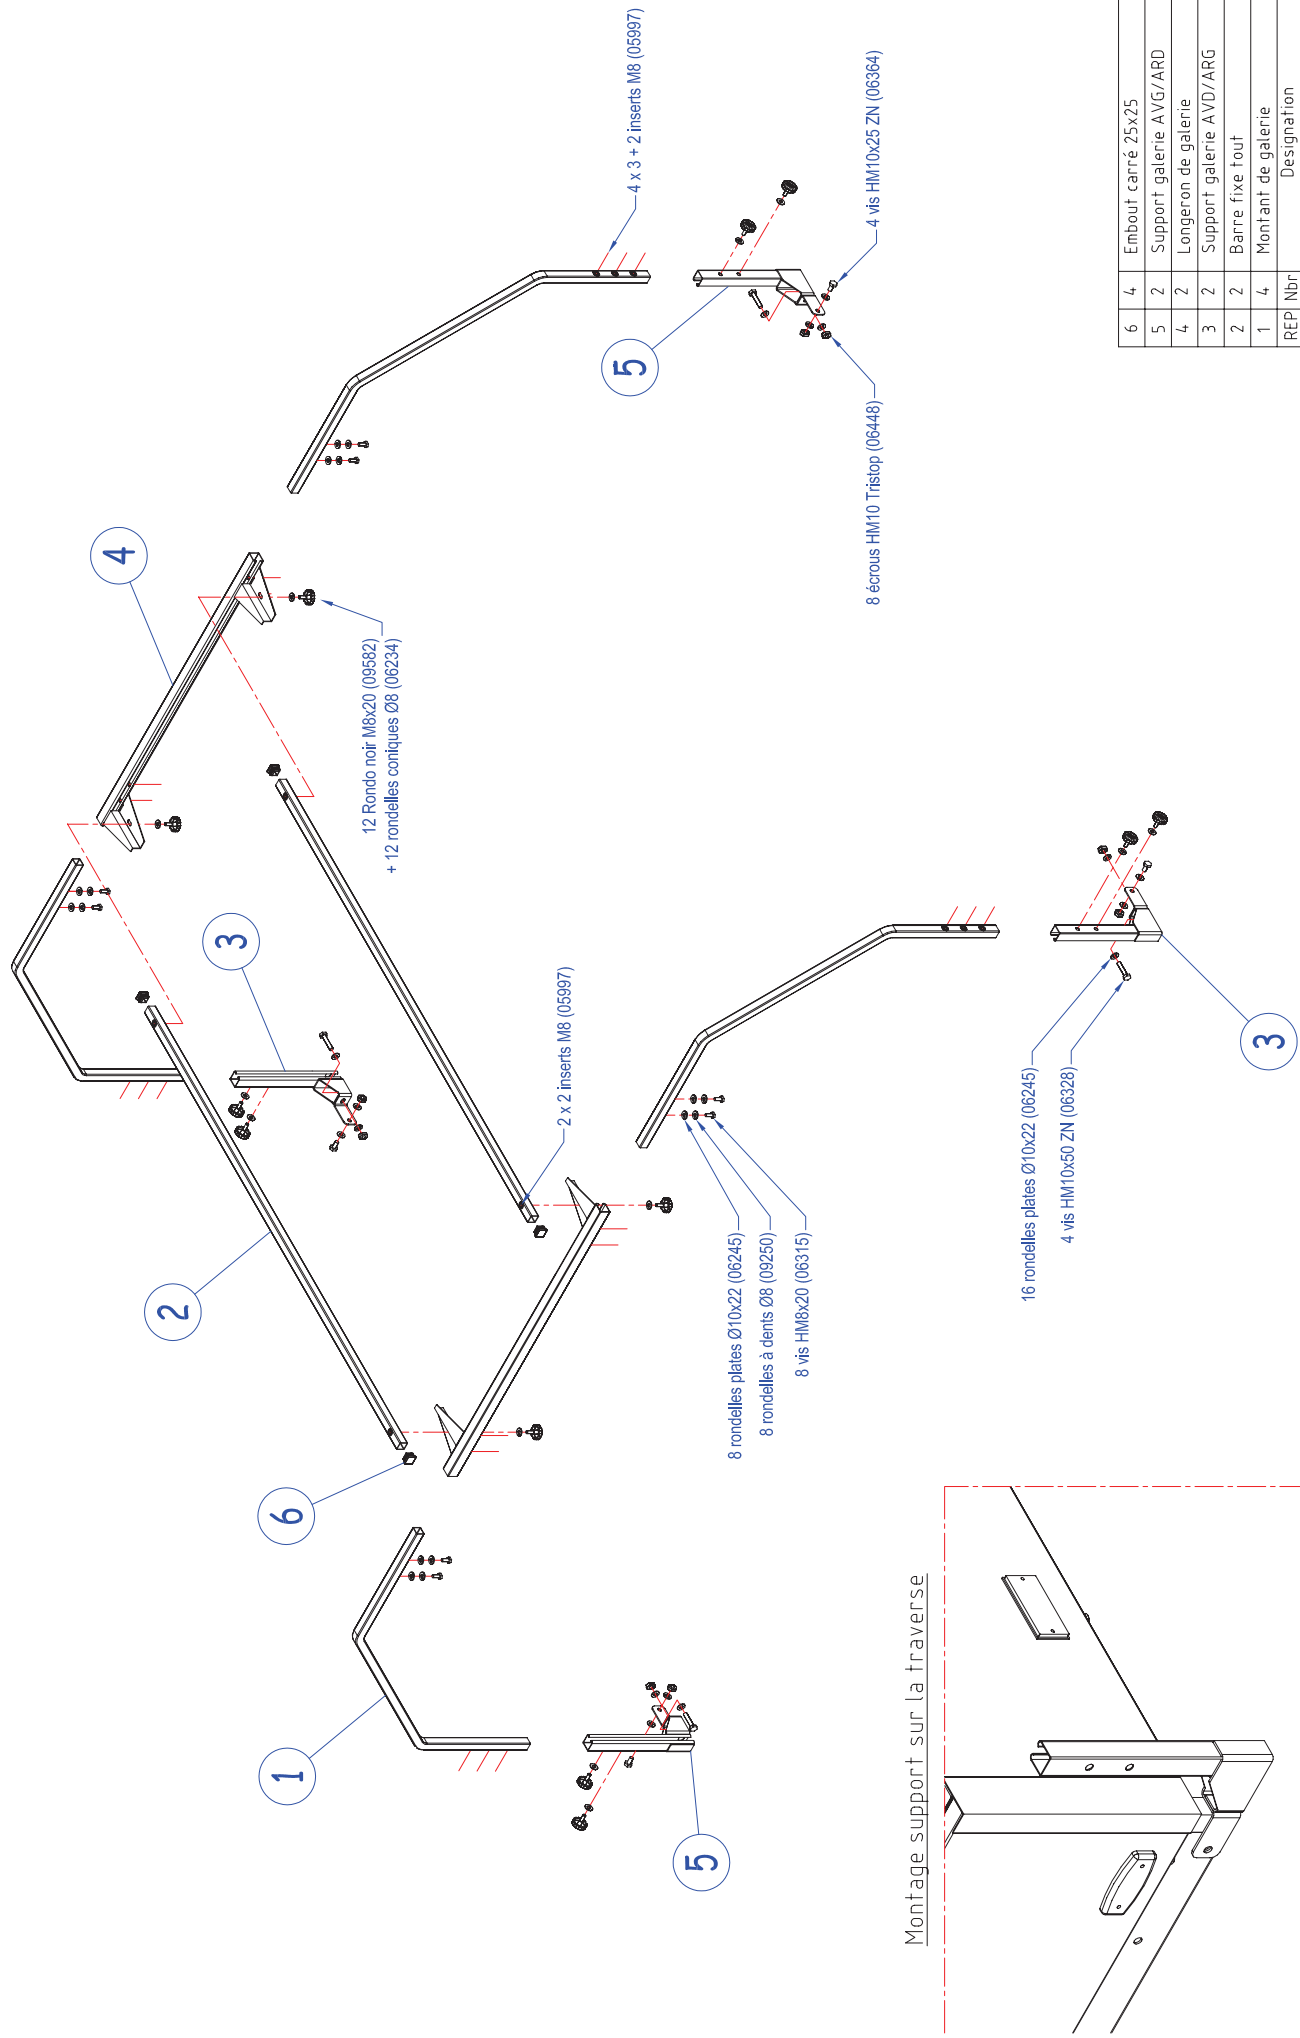 4 x 3 + 2 inserts M8 (05997)
4 vis HM10x25 ZN (06364)
5
8 écrous HM10 Tristop (06448)
4
12 Rondo noir M8x20 (09582)
+ 12 rondelles coniques Ø8 (06234)
3
2 x 2 inserts M8 (05997)
2
6
1
5
8 rondelles plates Ø10x22 (06245)
8 rondelles à dents Ø8 (09250)
8 vis HM8x20 (06315)
16 rondelles plates Ø10x22 (06245)
4 vis HM10x50 ZN (06328)
3
Montage support sur la traverse
6 4 Embout carré 25x25
5 2 Support galerie AVG/ARD
4 2 Longeron de galerie
3 2 Support galerie AVD/ARG
2 2 Barre fixe tout
1 4 Montant de galerie
REP Nbr Designation